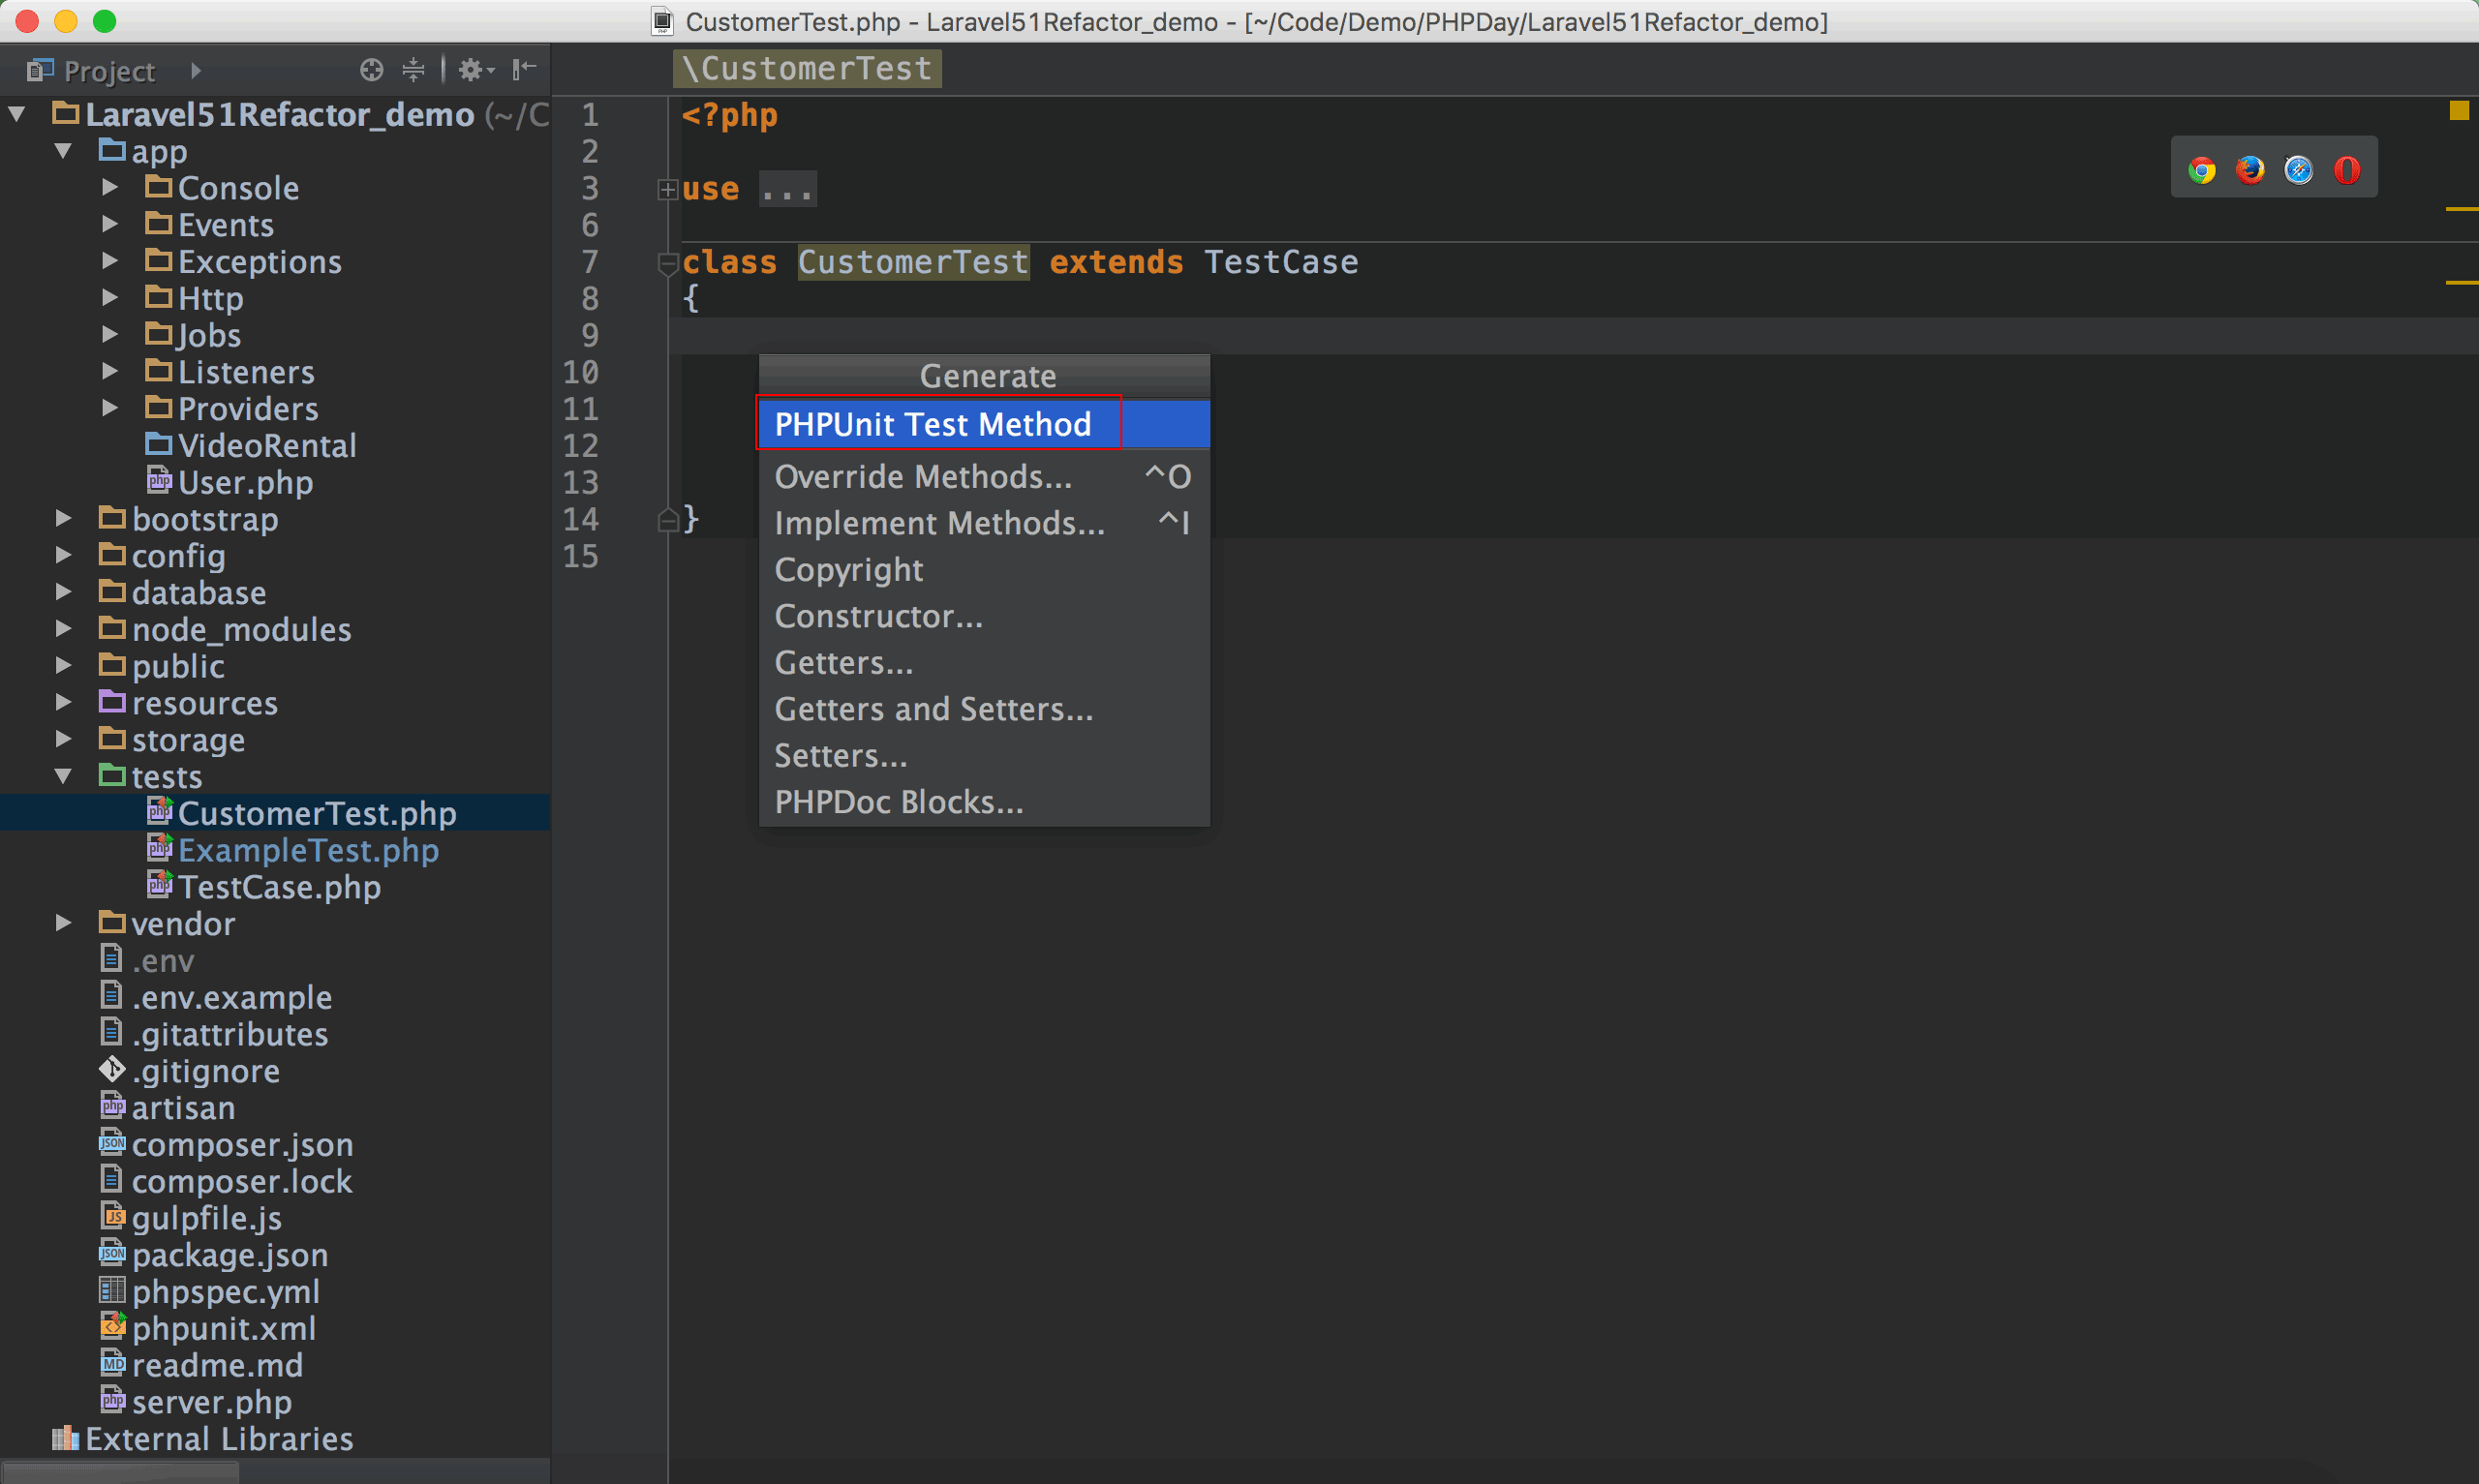 CustomerTest.php - Laravel51Refactor_demo - [~/Code/Demo/PHPDay/Laravel51Refactor_demo]
Project
Laravel51Refactor_demo (~/C
app
Console
Events
Exceptions
Http
Jobs
Listeners
Providers
VideoRental
User.php
bootstrap
config
database
node_modules
public
resources
storage
tests
CustomerTest.php
ExampleTest.php
TestCase.php
vendor
.env
.env.example
.gitattributes
.gitignore
artisan
composer.json
composer.lock
gulpfile.js
package.json
phpspec.yml
phpunit.xml
readme.md
server.php
External Libraries
\CustomerTest
1 <?php
2
3 use ...
6
7 class CustomerTest extends TestCase
8 {
9
10
11
12
13
14 }
15
Generate
PHPUnit Test Method
Override Methods... ^O
Implement Methods... ^I
Copyright
Constructor...
Getters...
Getters and Setters...
Setters...
PHPDoc Blocks...